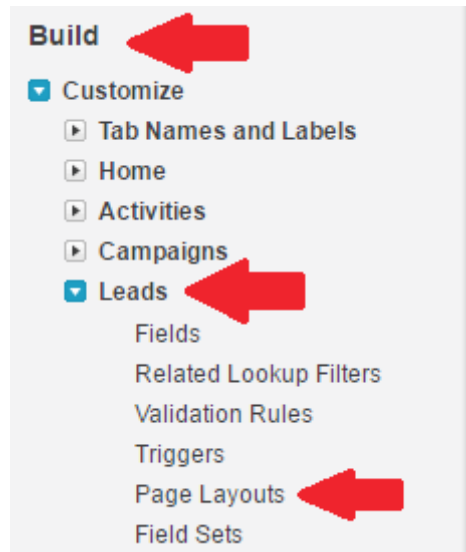 Build
Customize
Tab Names and Labels
Home
Activities
Campaigns
Leads
Fields
Related Lookup Filters
Validation Rules
Triggers
Page Layouts
Field Sets